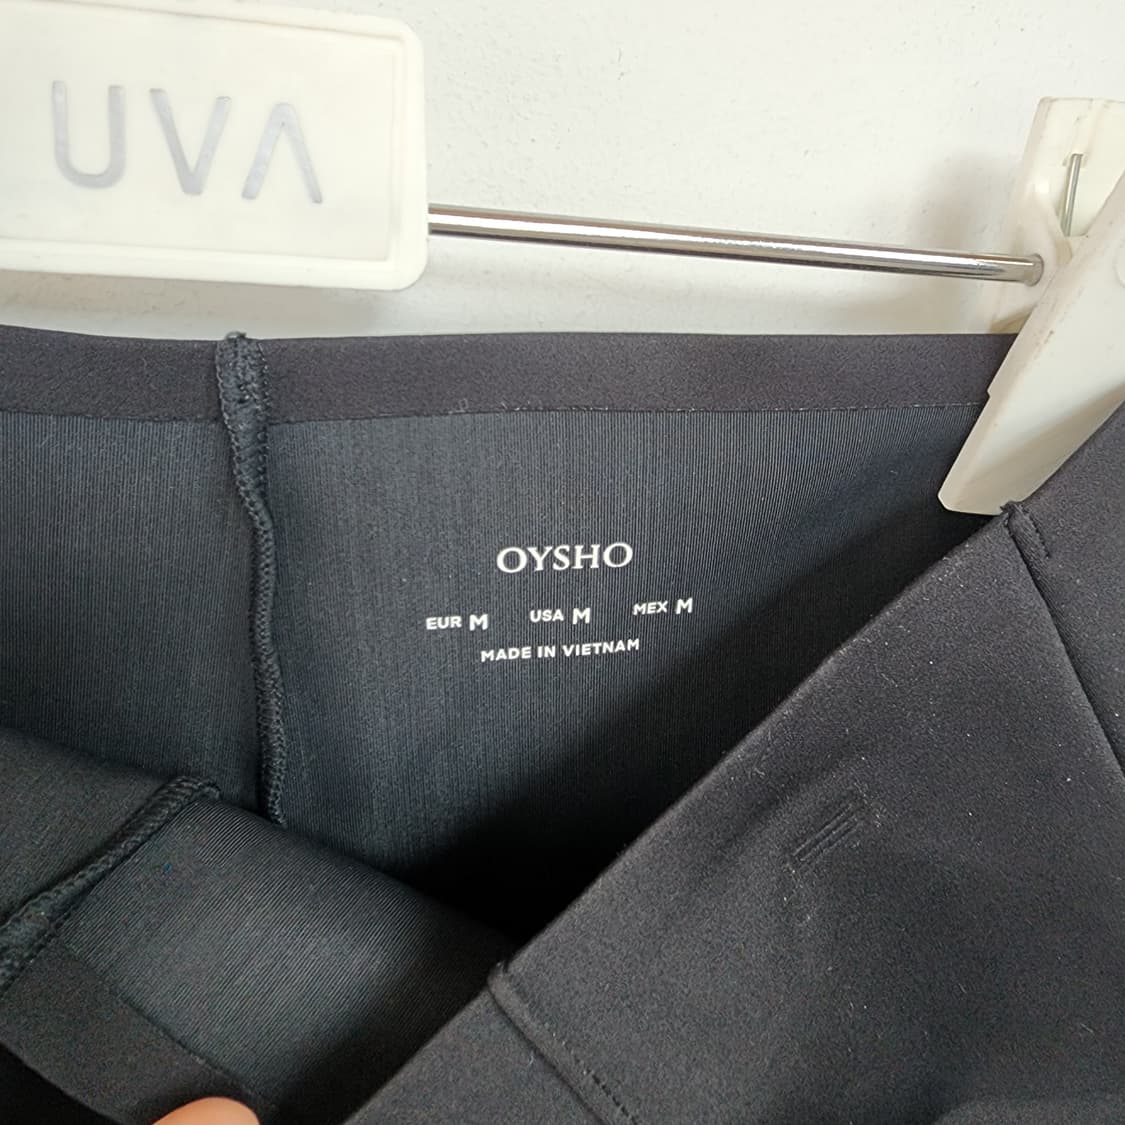 UVA
OYSHO
EUR M USA M MEX M
MADE IN VIETNAM